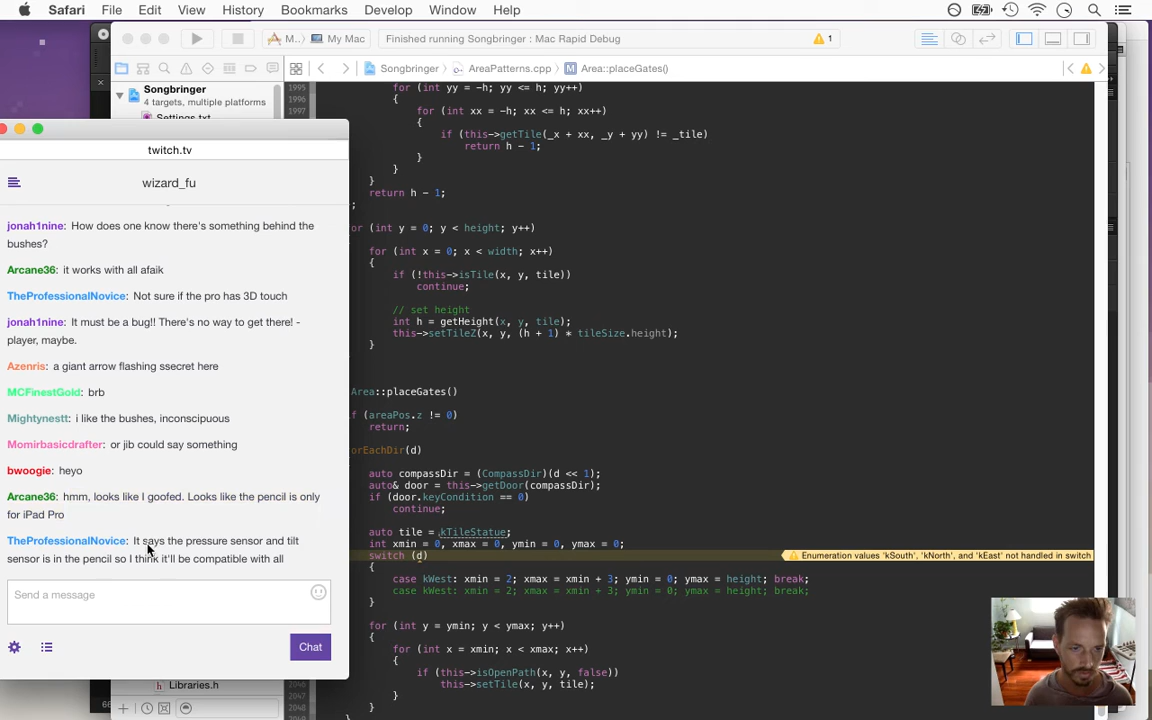 Safari File Edit View History Bookmarks Develop Window Help
M... My Mac Finished running Songbringer : Mac Rapid Debug 1
Songbringer AreaPatterns.cpp Area::placeGates()
Songbringer
4 targets, multiple platforms
Settings.txt
twitch.tv
wizard_fu
jonah1nine: How does one know there's something behind the
bushes?
Arcane36: it works with all afaik
TheProfessionalNovice: Not sure if the pro has 3D touch
jonah1nine: It must be a bug!! There's no way to get there! -
player, maybe.
Azenris: a giant arrow flashing ssecret here
MCFinestGold: brb
Mightynestt: i like the bushes, inconscipuous
Momirbasicdrafter: or jib could say something
bwoogie: heyo
Arcane36: hmm, looks like I goofed. Looks like the pencil is only
for iPad Pro
TheProfessionalNovice: It says the pressure sensor and tilt
sensor is in the pencil so I think it'll be compatible with all
Send a message
Chat
Libraries.h
1995 for (int yy = -h; yy <= h; yy++)
1996 {
1997 for (int xx = -h; xx <= h; xx++)
{
if (this->getTile(_x + xx, _y + yy) != _tile)
return h - 1;
}
}
return h - 1;
;
or (int y = 0; y < height; y++)
for (int x = 0; x < width; x++)
{
if (!this->isTile(x, y, tile))
continue;
// set height
int h = getHeight(x, y, tile);
this->setTileZ(x, y, (h + 1) * tileSize.height);
}
Area::placeGates()
f (areaPos.z != 0)
return;
orEachDir(d)
auto compassDir = (CompassDir)(d << 1);
auto& door = this->getDoor(compassDir);
if (door.keyCondition == 0)
continue;
auto tile = kTileStatue;
int xmin = 0, xmax = 0, ymin = 0, ymax = 0;
switch (d) Enumeration values 'kSouth', 'kNorth', and 'kEast' not handled in switch
{
case kWest: xmin = 2; xmax = xmin + 3; ymin = 0; ymax = height; break;
case kWest: xmin = 2; xmax = xmin + 3; ymin = 0; ymax = height; break;
}
for (int y = ymin; y < ymax; y++)
{
for (int x = xmin; x < xmax; x++)
{
if (this->isOpenPath(x, y, false))
this->setTile(x, y, tile);
}
}